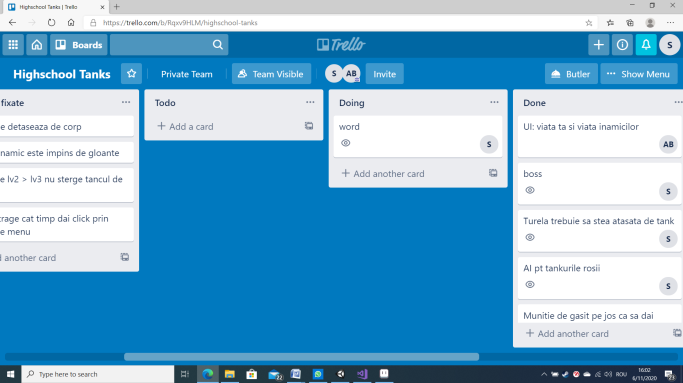 Highschool Tanks | Trello
https://trello.com/b/Rqxv9HLM/highschool-tanks
Boards
Trello
S
Highschool Tanks
Private Team
Team Visible
S
AB
Invite
Butler
Show Menu
fixate
e detaseaza de corp
namic este impins de gloante
e lv2 > lv3 nu sterge tancul de
rage cat timp dai click prin
e menu
another card
Todo
+ Add a card
Doing
word
S
+ Add another card
Done
UI: viata ta si viata inamicilor
AB
boss
S
Turela trebuie sa stea atasata de tank
S
AI pt tankurile rosii
S
Munitie de gasit pe jos ca sa dai
+ Add another card
Type here to search
22
ROU
16:02
6/11/2020